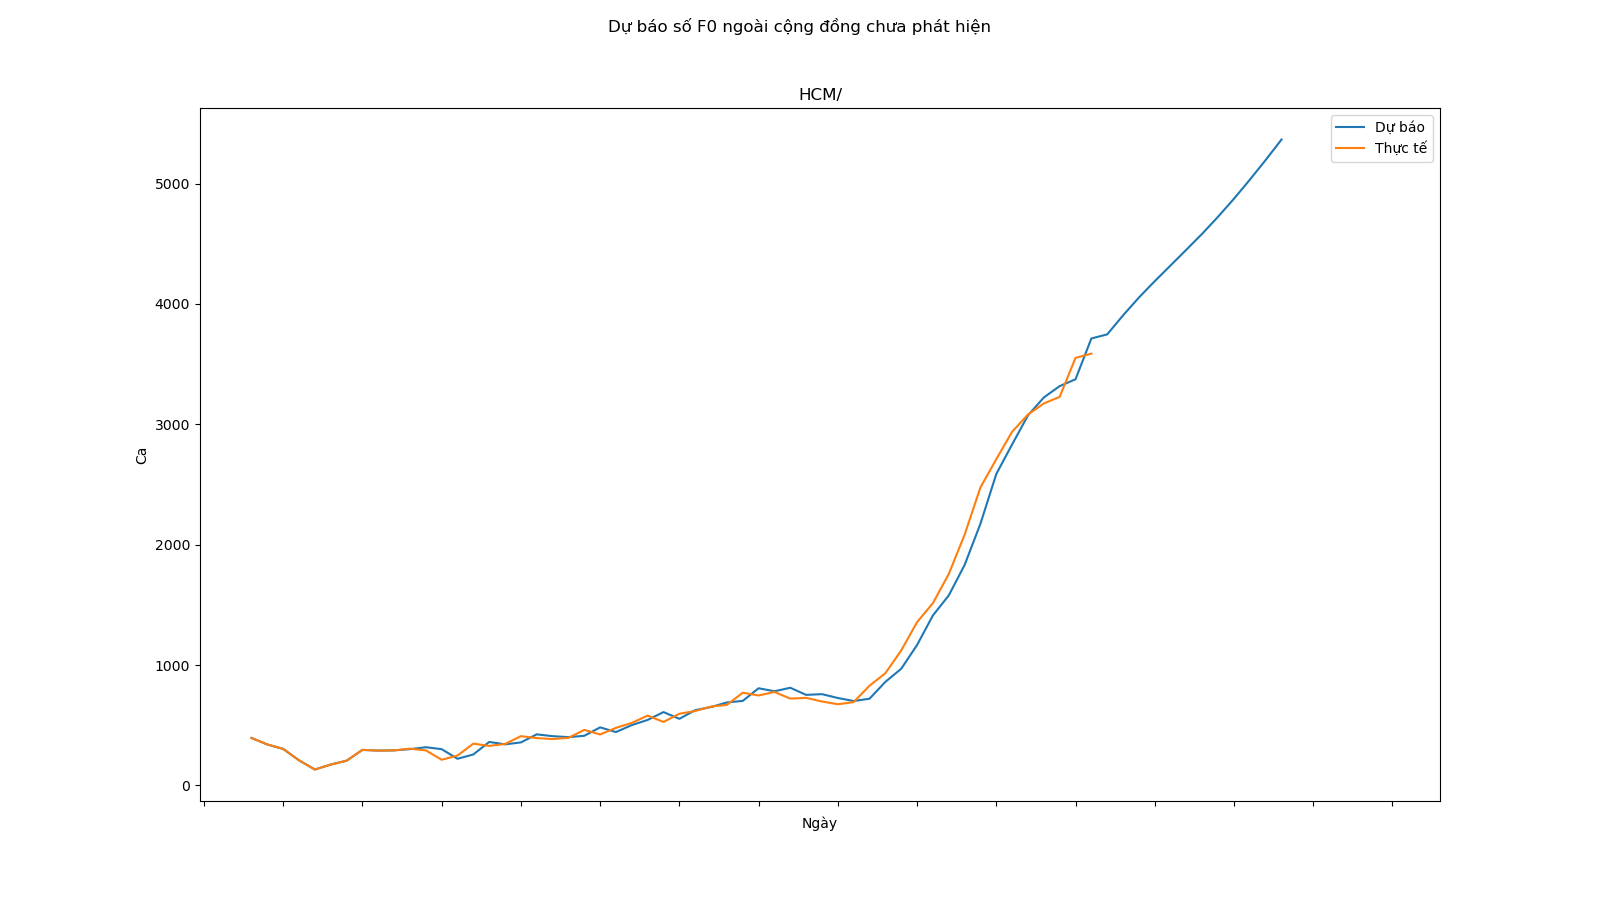 Dự báo số F0 ngoài cộng đồng chưa phát hiện
HCM/
Dự báo
Thực tế
5000
4000
3000
2000
1000
0
Ca
Ngày